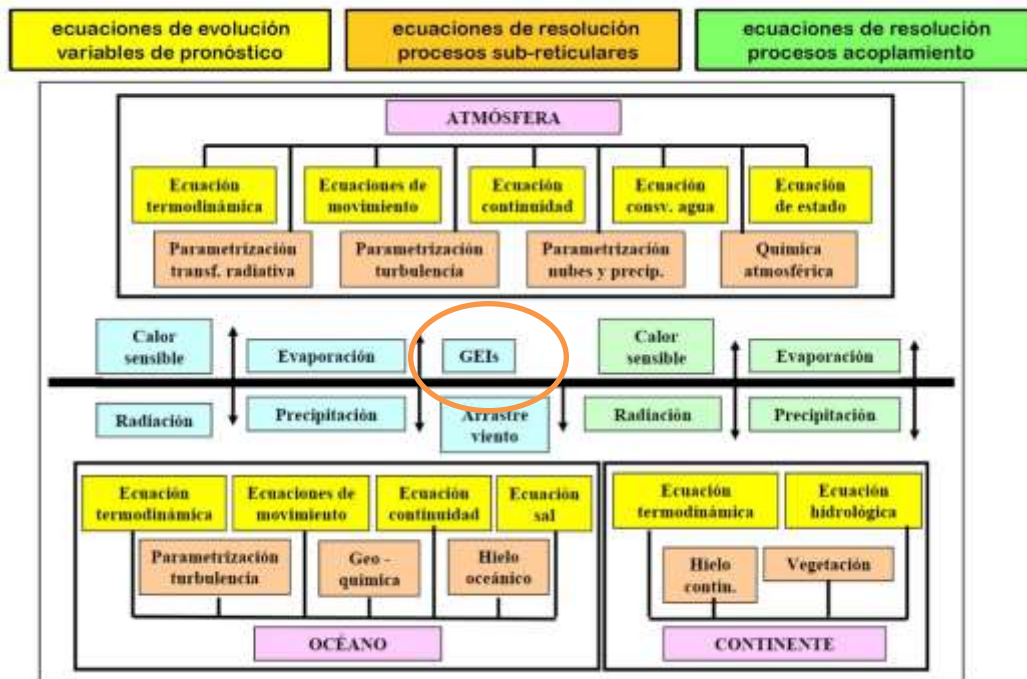 ecuaciones de evolución
variables de pronóstico
ecuaciones de resolución
procesos sub-reticulares
ecuaciones de resolución
procesos acoplamiento
ATMÓSFERA
Ecuación
termodinámica
Ecuaciones de
movimiento
Ecuación
continuidad
Ecuación
consv. agua
Ecuación
de estado
Parametrización
transf. radiativa
Parametrización
turbulencia
Parametrización
nubes y precip.
Química
atmosférica
Calor
sensible
Evaporación
GEIs
Calor
sensible
Evaporación
Radiación
Precipitación
Arrastre
viento
Radiación
Precipitación
Ecuación
termodinámica
Ecuaciones de
movimiento
Ecuación
continuidad
Ecuación
sal
Parametrización
turbulencia
Geo -
química
Hielo
oceánico
OCÉANO
Ecuación
termodinámica
Ecuación
hidrológica
Hielo
contin.
Vegetación
CONTINENTE